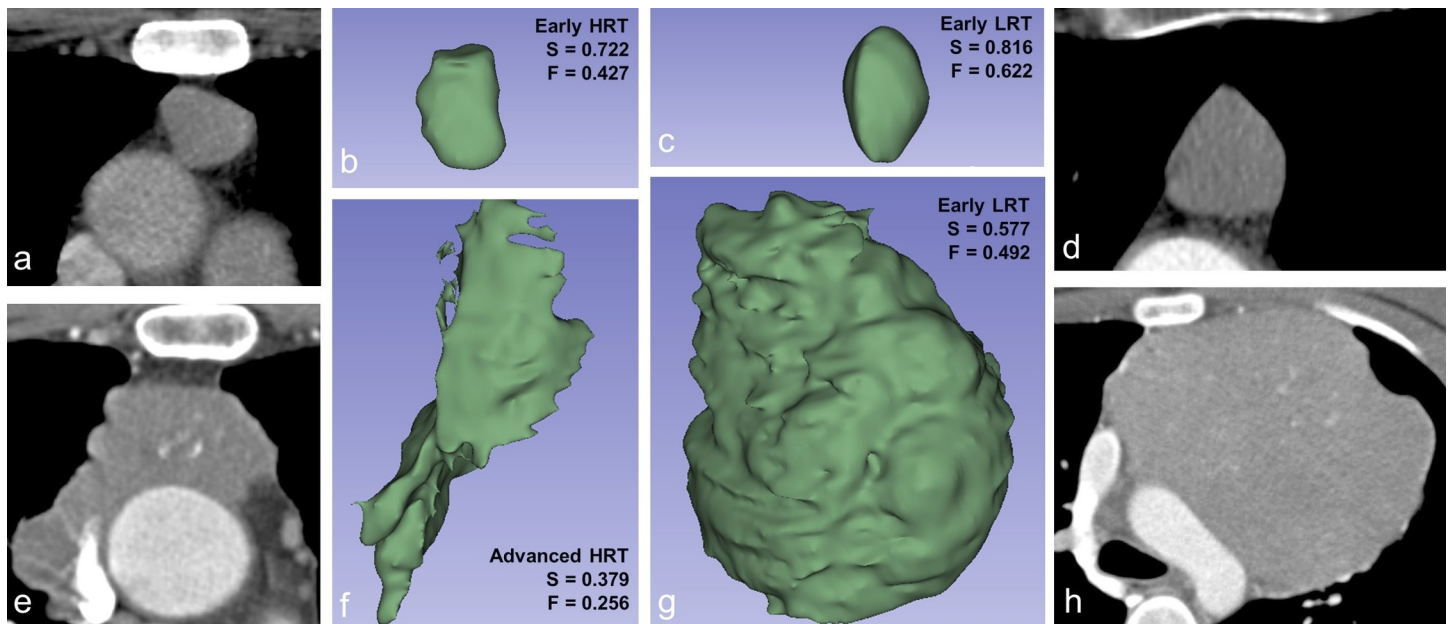 a
Early HRT
S = 0.722
F = 0.427
b
Early LRT
S = 0.816
F = 0.622
c
d
e
Advanced HRT
S = 0.379
F = 0.256
f
Early LRT
S = 0.577
F = 0.492
g
h